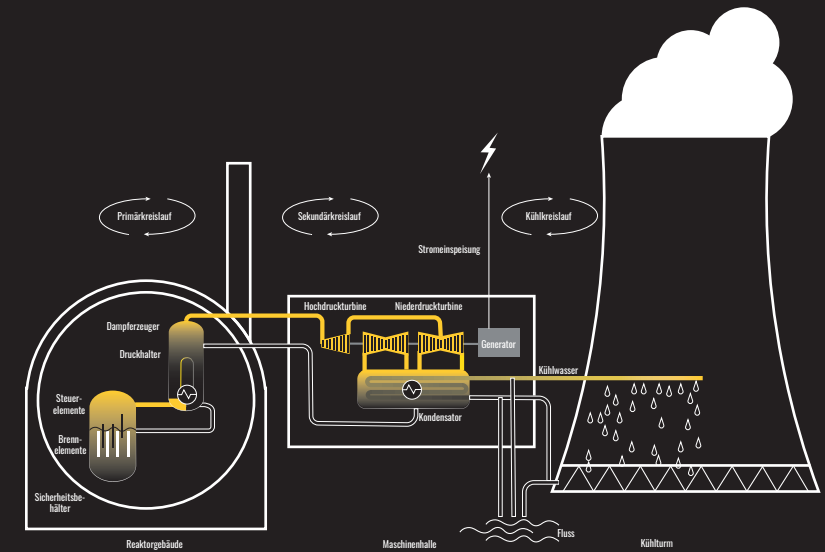 Primärkreislauf
Sekundärkreislauf
Kühlkreislauf
Stromeinspeisung
Hochdruckturbine
Niederdruckturbine
Dampferzeuger
Generator
Druckhalter
Kühlwasser
Steuer-
elemente
Kondensator
Brenn-
elemente
Sicherheitsbe-
hälter
Fluss
Reaktorgebäude
Maschinenhalle
Kühlturm